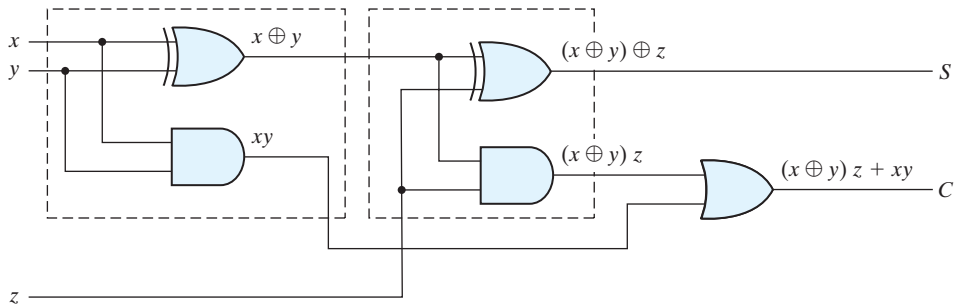 x
y
x ⊕ y
xy
(x ⊕ y) ⊕ z
S
(x ⊕ y) z
(x ⊕ y) z + xy
C
z